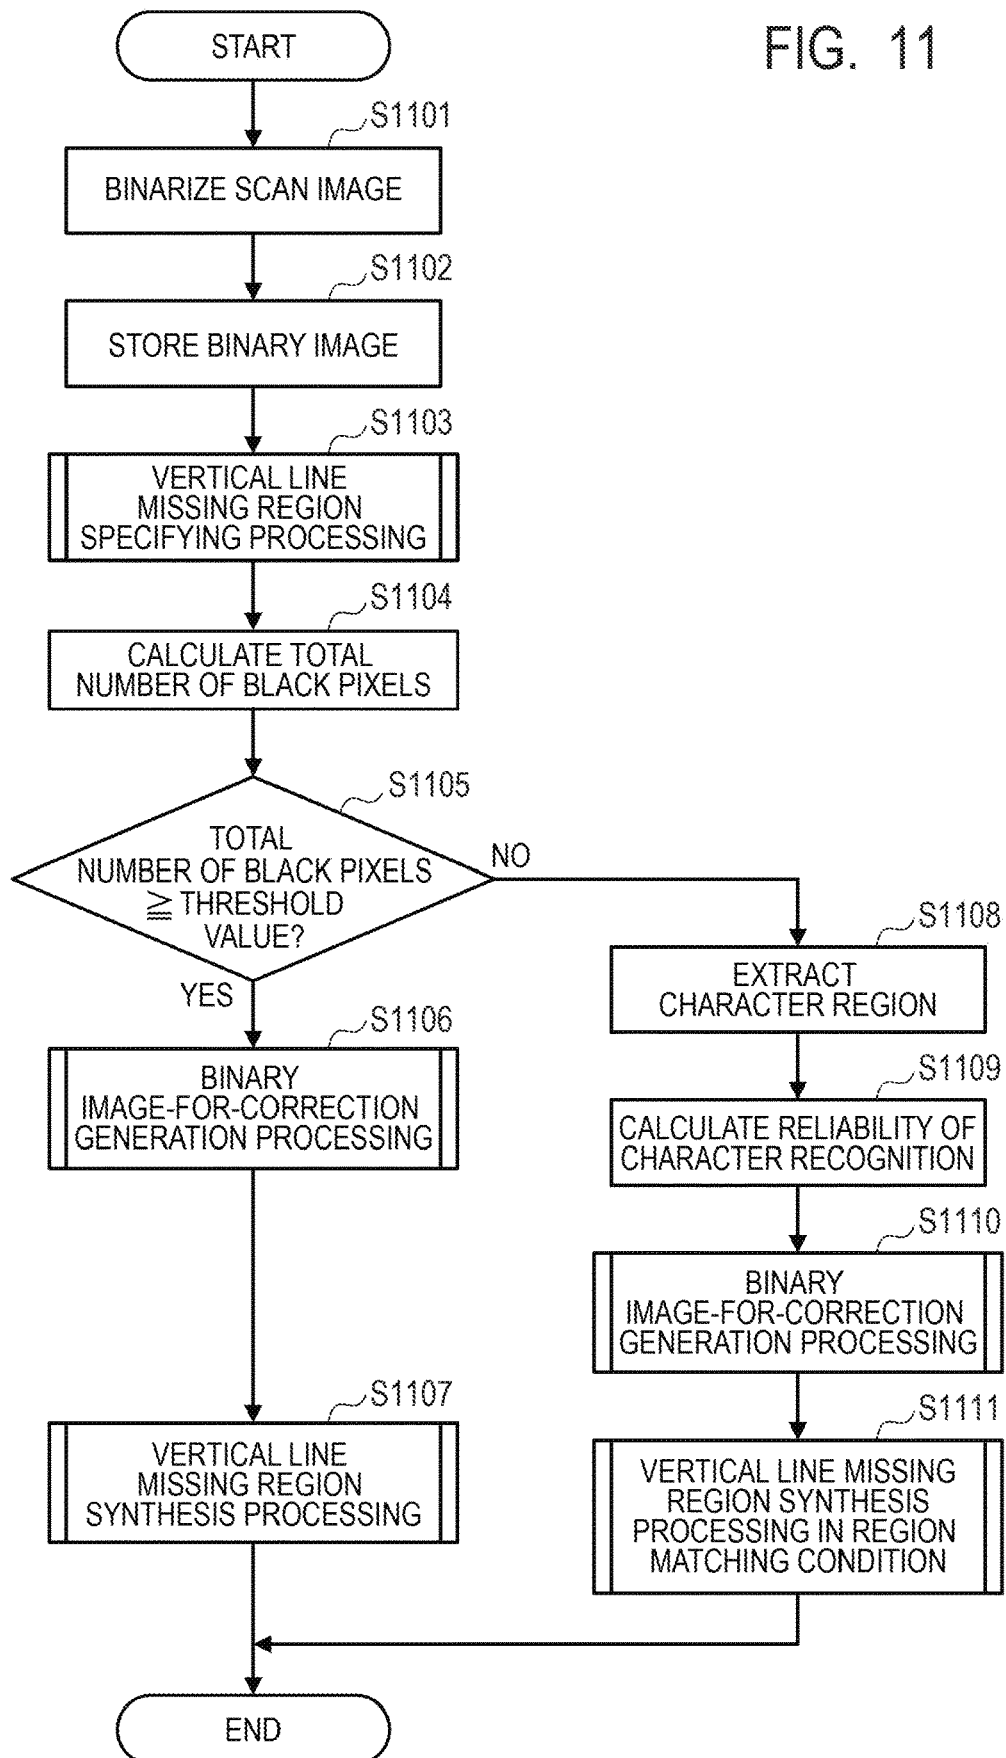 FIG. 11
START
S1101
BINARIZE SCAN IMAGE
S1102
STORE BINARY IMAGE
S1103
VERTICAL LINE
MISSING REGION
SPECIFYING PROCESSING
S1104
CALCULATE TOTAL
NUMBER OF BLACK PIXELS
S1105
TOTAL
NUMBER OF BLACK PIXELS
≧ THRESHOLD
VALUE?
NO
YES
S1106
BINARY
IMAGE-FOR-CORRECTION
GENERATION PROCESSING
S1107
VERTICAL LINE
MISSING REGION
SYNTHESIS PROCESSING
S1108
EXTRACT
CHARACTER REGION
S1109
CALCULATE RELIABILITY OF
CHARACTER RECOGNITION
S1110
BINARY
IMAGE-FOR-CORRECTION
GENERATION PROCESSING
S1111
VERTICAL LINE MISSING
REGION SYNTHESIS
PROCESSING IN REGION
MATCHING CONDITION
END